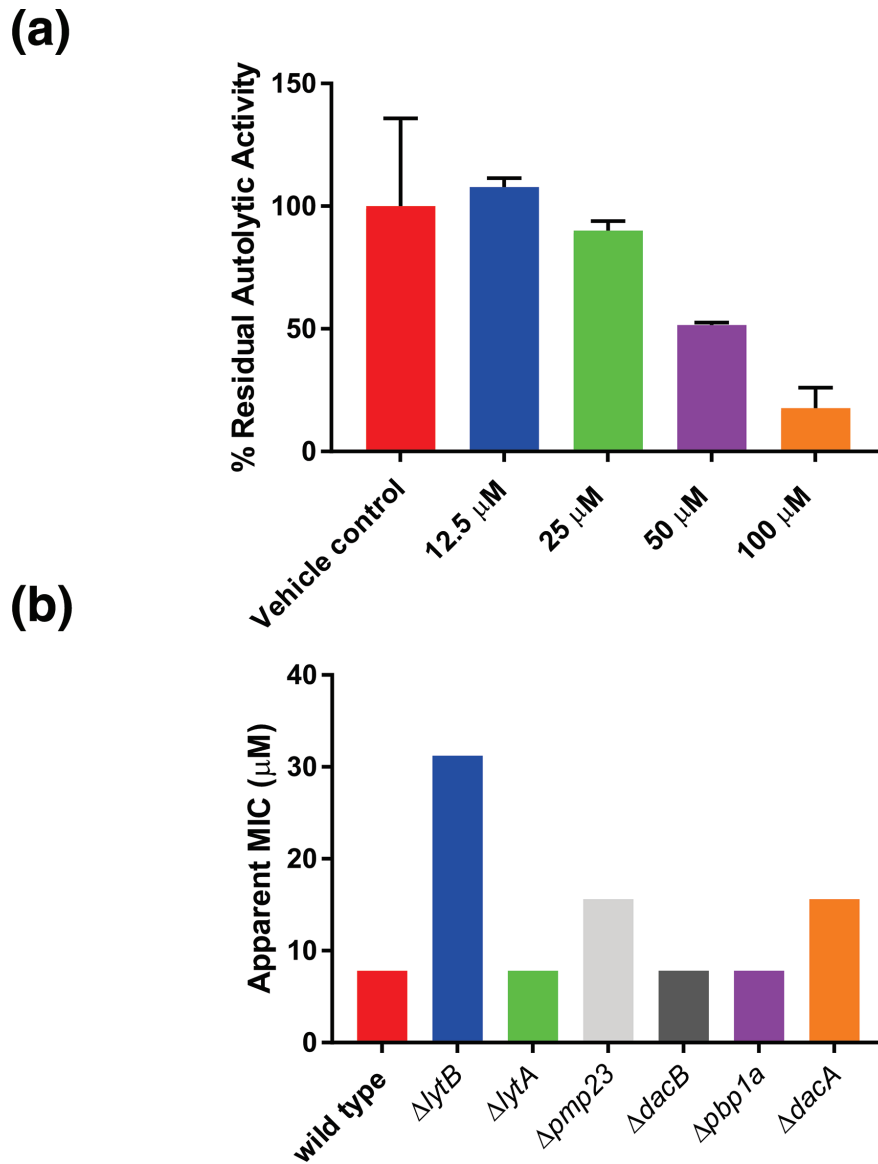 (a)
% Residual Autolytic Activity
150
100
50
0
Vehicle control
12.5 μM
25 μM
50 μM
100 μM
(b)
Apparent MIC (μM)
40
30
20
10
0
wild type
ΔlytB
ΔlytA
Δpmp23
ΔdacB
Δpbp1a
ΔdacA